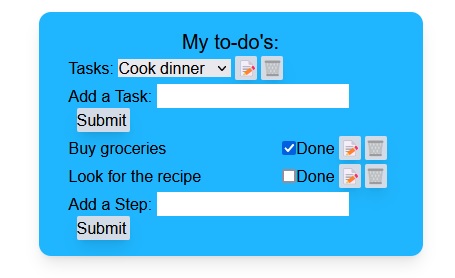 My to-do's:
Tasks: Cook dinner
Add a Task:
Submit
Buy groceries Done
Look for the recipe Done
Add a Step:
Submit